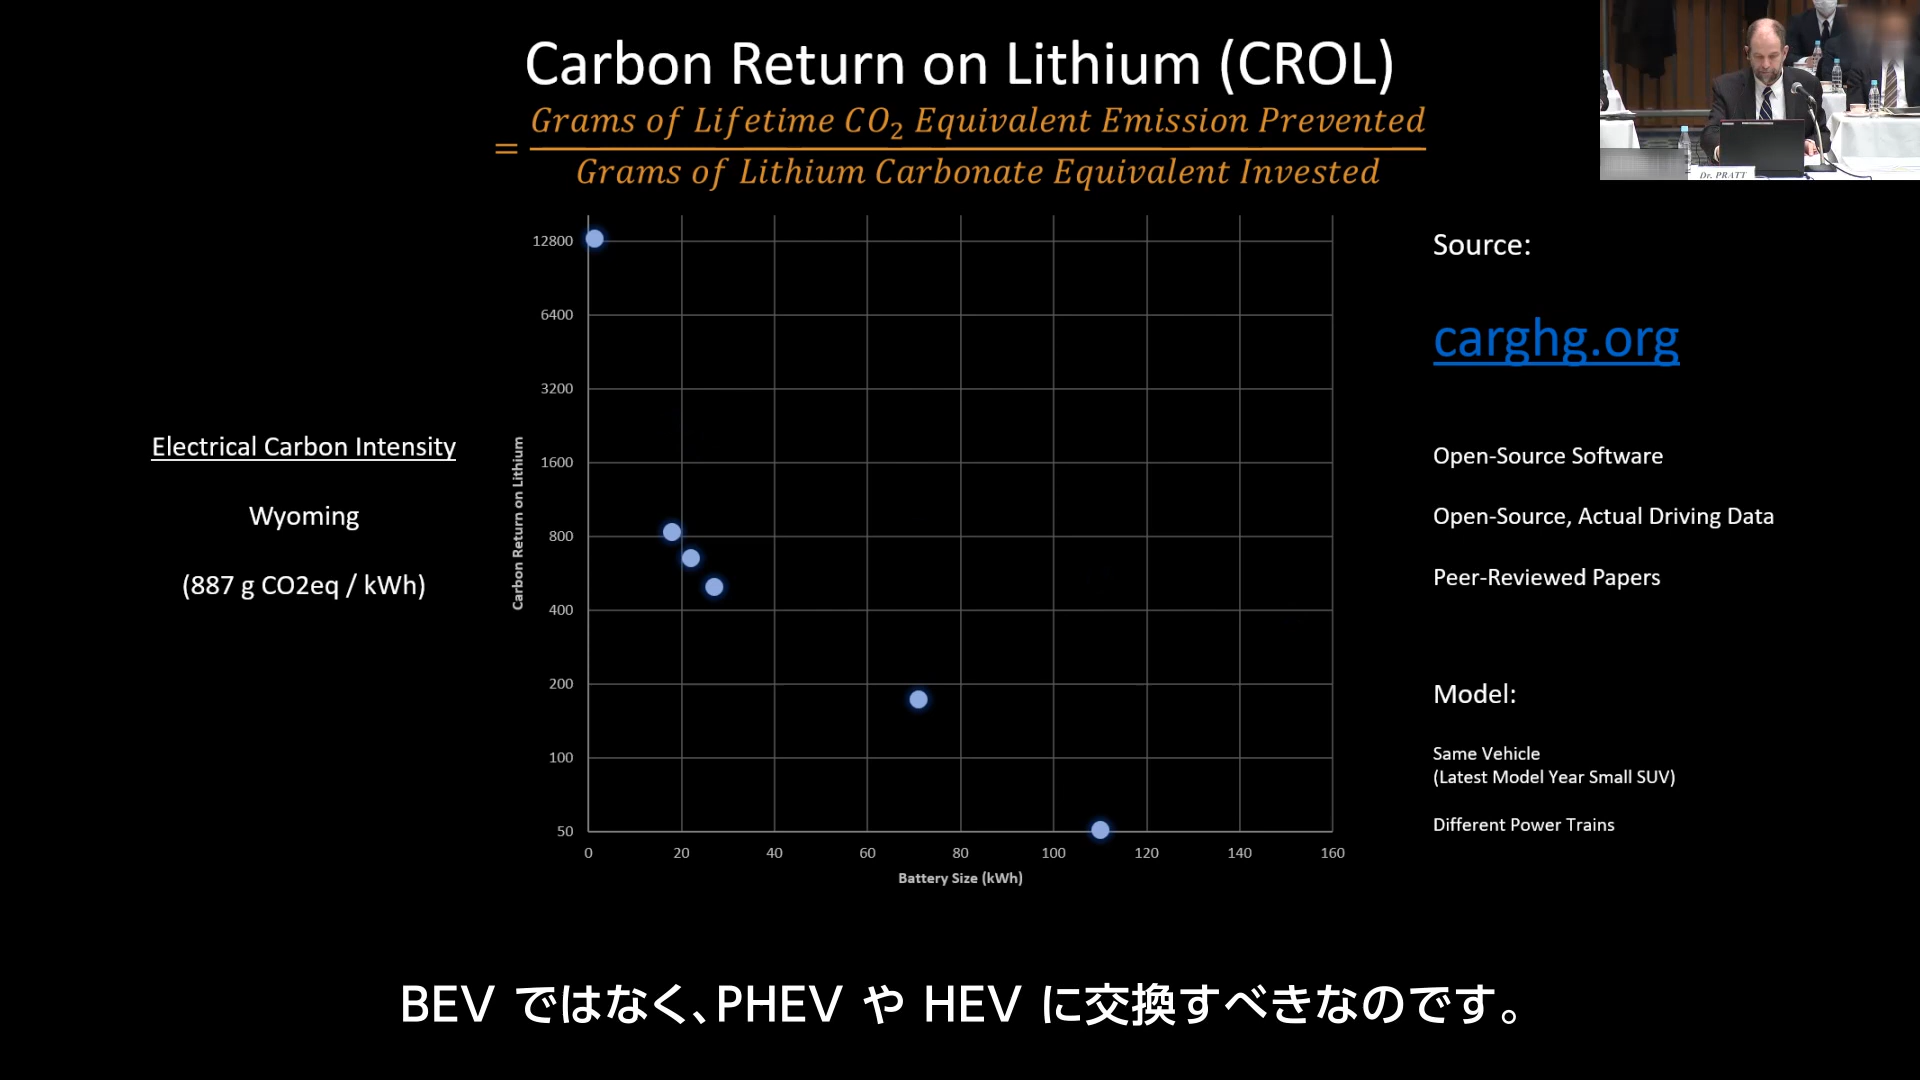 Carbon Return on Lithium (CROL)
= Grams of Lifetime CO₂ Equivalent Emission Prevented
Grams of Lithium Carbonate Equivalent Invested
Dr. PRATT
Electrical Carbon Intensity
Wyoming
(887 g CO2eq / kWh)
Carbon Return on Lithium
12800
6400
3200
1600
800
400
200
100
50
0 20 40 60 80 100 120 140 160
Battery Size (kWh)
Source:
carghg.org
Open-Source Software
Open-Source, Actual Driving Data
Peer-Reviewed Papers
Model:
Same Vehicle
(Latest Model Year Small SUV)
Different Power Trains
BEV ではなく、PHEV や HEV に交換すべきなのです。